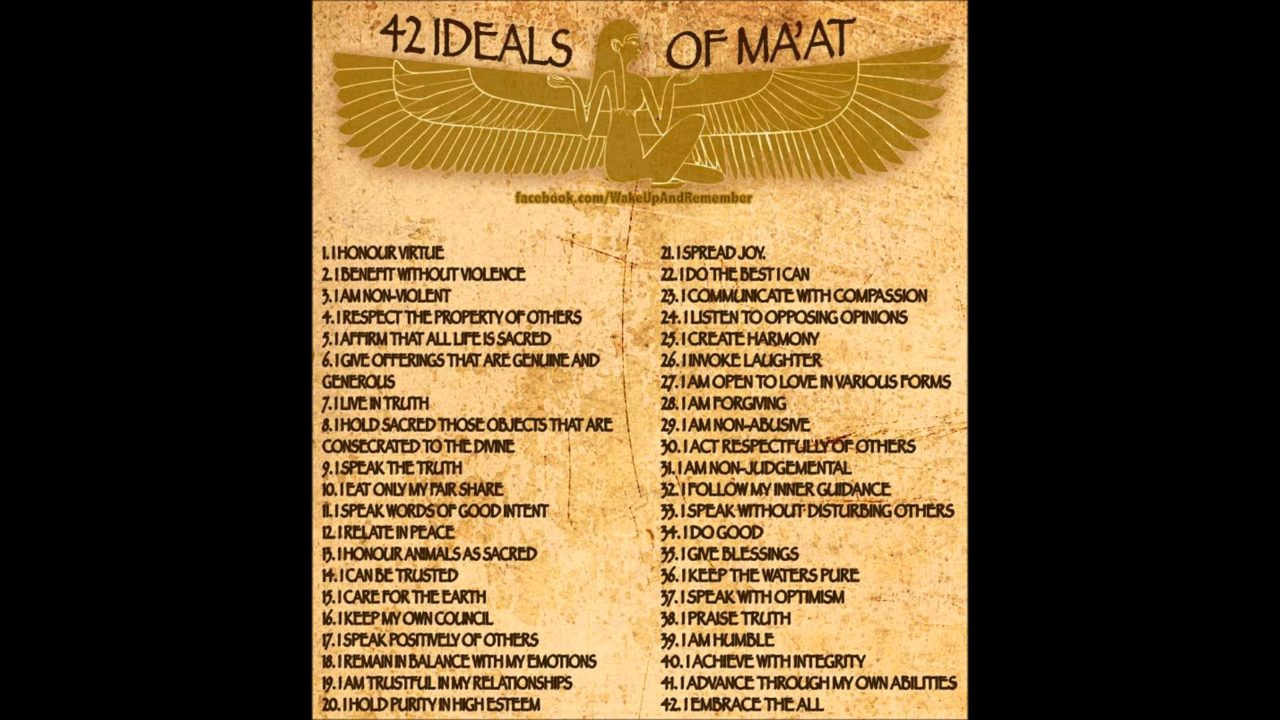 42 IDEALS OF MA'AT
facebook.com/WakeUpAndRemember
1. I HONOUR VIRTUE
2. I BENEFIT WITHOUT VIOLENCE
3. I AM NON-VIOLENT
4. I RESPECT THE PROPERTY OF OTHERS
5. I AFFIRM THAT ALL LIFE IS SACRED
6. I GIVE OFFERINGS THAT ARE GENUINE AND
GENEROUS
7. I LIVE IN TRUTH
8. I HOLD SACRED THOSE OBJECTS THAT ARE
CONSECRATED TO THE DIVINE
9. I SPEAK THE TRUTH
10. I EAT ONLY MY FAIR SHARE
11. I SPEAK WORDS OF GOOD INTENT
12. I RELATE IN PEACE
13. I HONOUR ANIMALS AS SACRED
14. I CAN BE TRUSTED
15. I CARE FOR THE EARTH
16. I KEEP MY OWN COUNCIL
17. I SPEAK POSITIVELY OF OTHERS
18. I REMAIN IN BALANCE WITH MY EMOTIONS
19. I AM TRUSTFUL IN MY RELATIONSHIPS
20. I HOLD PURITY IN HIGH ESTEEM
21. I SPREAD JOY.
22. I DO THE BEST I CAN
23. I COMMUNICATE WITH COMPASSION
24. I LISTEN TO OPPOSING OPINIONS
25. I CREATE HARMONY
26. I INVOKE LAUGHTER
27. I AM OPEN TO LOVE IN VARIOUS FORMS
28. I AM FORGIVING
29. I AM NON-ABUSIVE
30. I ACT RESPECTFULLY OF OTHERS
31. I AM NON-JUDGEMENTAL
32. I FOLLOW MY INNER GUIDANCE
33. I SPEAK WITHOUT DISTURBING OTHERS
34. I DO GOOD
35. I GIVE BLESSINGS
36. I KEEP THE WATERS PURE
37. I SPEAK WITH OPTIMISM
38. I PRAISE TRUTH
39. I AM HUMBLE
40. I ACHIEVE WITH INTEGRITY
41. I ADVANCE THROUGH MY OWN ABILITIES
42. I EMBRACE THE ALL